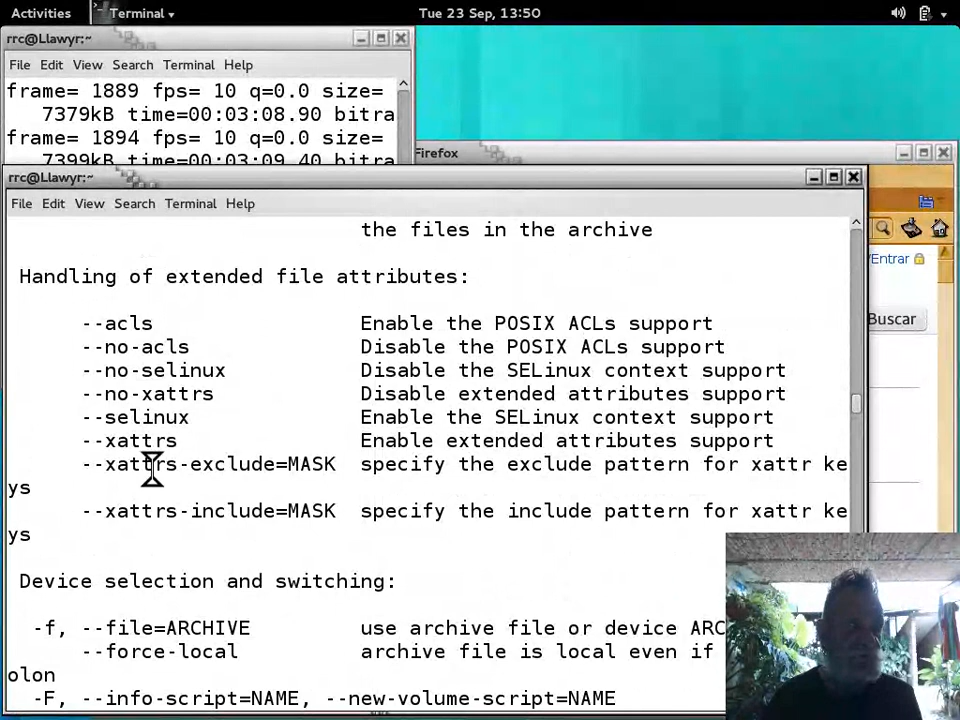 Activities Terminal Tue 23 Sep, 13:50
rrc@Llawyr:~
File Edit View Search Terminal Help
frame= 1889 fps= 10 q=0.0 size=
7379kB time=00:03:08.90 bitra
frame= 1894 fps= 10 q=0.0 size=
7399kB time=00:03:09.40 bitra
Firefox
rrc@Llawyr:~
File Edit View Search Terminal Help
the files in the archive
Handling of extended file attributes:
--acls Enable the POSIX ACLs support
--no-acls Disable the POSIX ACLs support
--no-selinux Disable the SELinux context support
--no-xattrs Disable extended attributes support
--selinux Enable the SELinux context support
--xattrs Enable extended attributes support
--xattrs-exclude=MASK specify the exclude pattern for xattr ke
ys
--xattrs-include=MASK specify the include pattern for xattr ke
ys
Device selection and switching:
-f, --file=ARCHIVE use archive file or device ARC
--force-local archive file is local even if
olon
-F, --info-script=NAME, --new-volume-script=NAME
/Entrar
Buscar